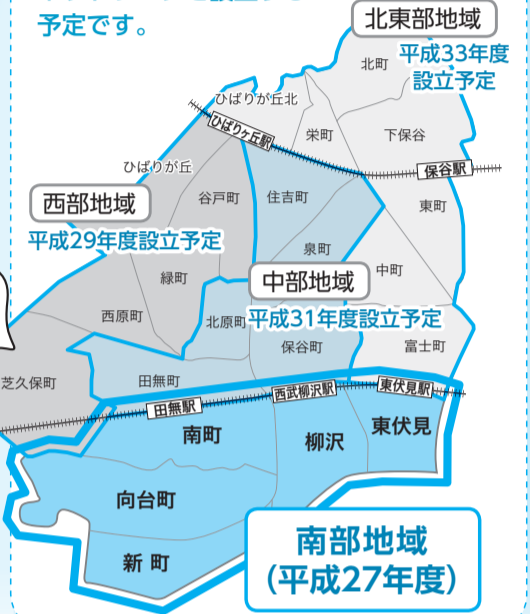 予定です。
北東部地域
平成33年度
設立予定
北町
ひばりが丘北
ひばりヶ丘駅
栄町
下保谷
ひばりが丘
保谷駅
西部地域
谷戸町
住吉町
東町
平成29年度設立予定
泉町
緑町
中町
中部地域
西原町
北原町
平成31年度設立予定
保谷町
富士町
芝久保町
田無町
田無駅
西武柳沢駅
東伏見駅
南町
柳沢
東伏見
向台町
新町
南部地域
(平成27年度)